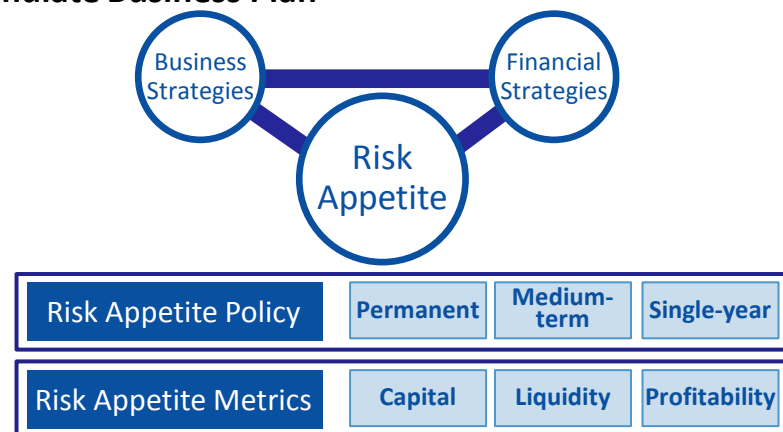 Business
Strategies
Financial
Strategies
Risk
Appetite
Risk Appetite Policy
Permanent
Medium-
term
Single-year
Risk Appetite Metrics
Capital
Liquidity
Profitability